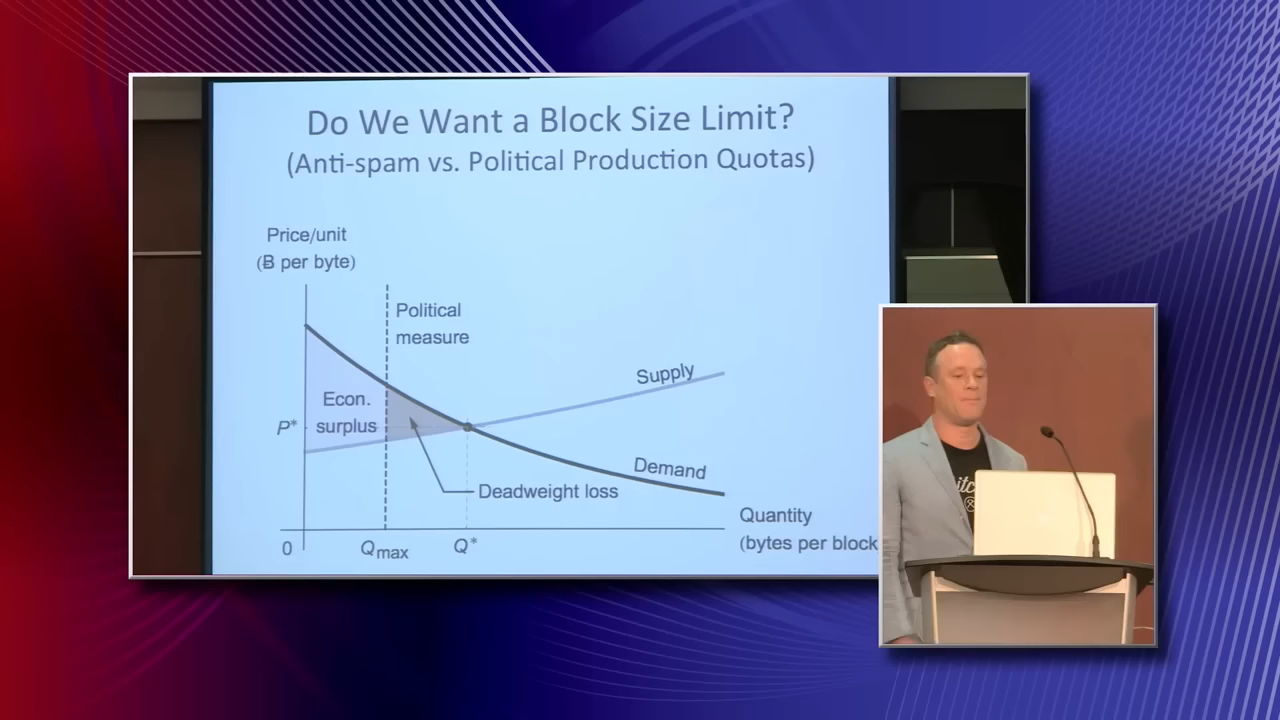 Do We Want a Block Size Limit?
(Anti-spam vs. Political Production Quotas)
Price/unit
(Ƀ per byte)
Political
measure
Supply
Econ.
surplus
P*
Demand
Deadweight loss
Quantity
(bytes per block
0
Qmax
Q*